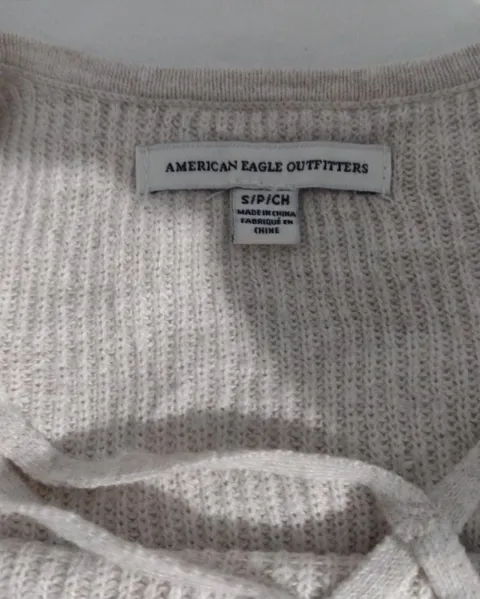 AMERICAN EAGLE OUTFITTERS
S/P/CH
MADE IN CHINA
FABRIQUÉ EN
CHINE